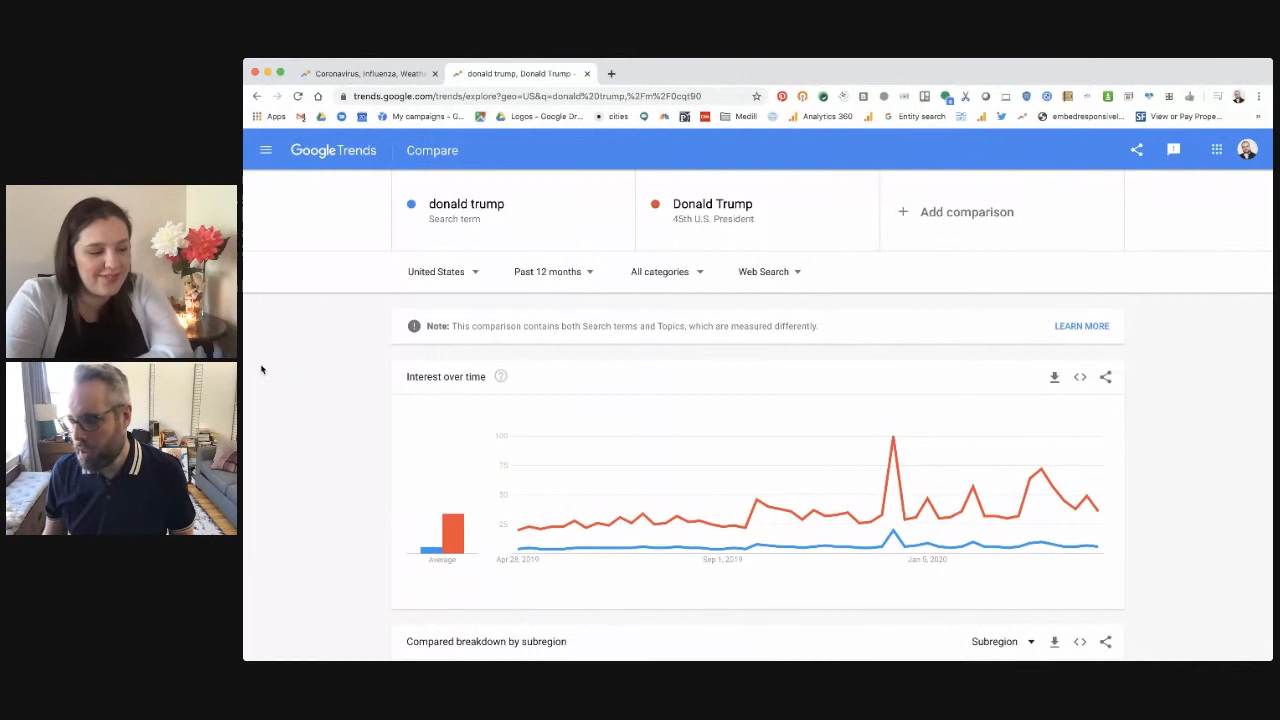 Coronavirus, Influenza, Weath
donald trump, Donald Trump -
trends.google.com/trends/explore?geo=US&q=donald%20trump,%2Fm%2F0cqt90
Apps
My campaigns - G...
Logos - Google Dr...
cities
Medill
Analytics 360
Entity search
embedresponsivel...
View or Pay Prope...
»
Google Trends
Compare
donald trump
Search term
Donald Trump
45th U.S. President
+ Add comparison
United States
Past 12 months
All categories
Web Search
Note: This comparison contains both Search terms and Topics, which are measured differently.
LEARN MORE
Interest over time
100
75
50
25
Average
Apr 28, 2019
Sep 1, 2019
Jan 5, 2020
Compared breakdown by subregion
Subregion